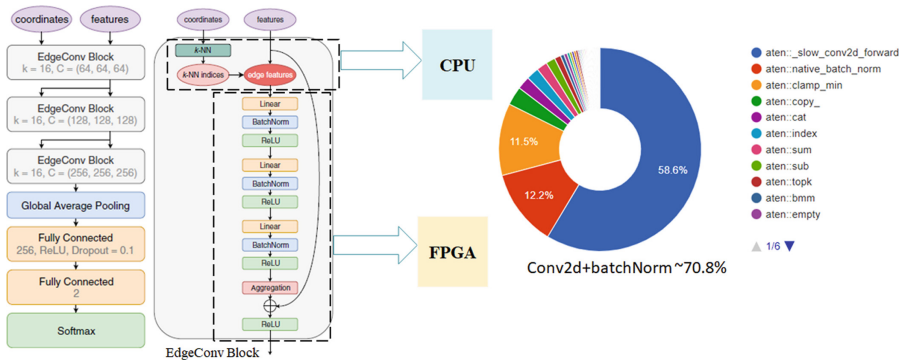 coordinates
features
EdgeConv Block
k = 16, C = (64, 64, 64)
EdgeConv Block
k = 16, C = (128, 128, 128)
EdgeConv Block
k = 16, C = (256, 256, 256)
Global Average Pooling
Fully Connected
256, ReLU, Dropout = 0.1
Fully Connected
2
Softmax
coordinates
features
k-NN
k-NN indices
edge features
Linear
BatchNorm
ReLU
Linear
BatchNorm
ReLU
Linear
BatchNorm
ReLU
Aggregation
ReLU
EdgeConv Block
CPU
FPGA
58.6%
12.2%
11.5%
Conv2d+batchNorm ~70.8%
aten::_slow_conv2d_forward
aten::native_batch_norm
aten::clamp_min
aten::copy_
aten::cat
aten::index
aten::sum
aten::sub
aten::topk
aten::bmm
aten::empty
1/6